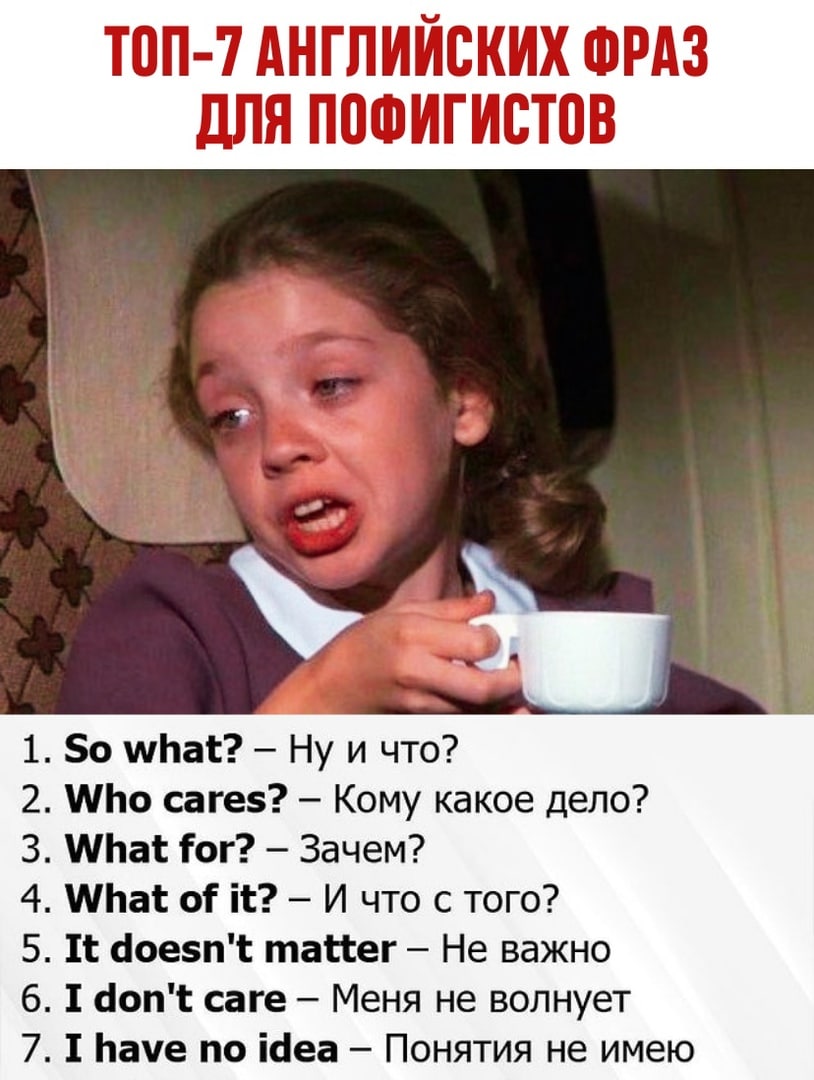 ТОП-7 АНГЛИЙСКИХ ФРАЗ
ДЛЯ ПОФИГИСТОВ
1. So what? – Ну и что?
2. Who cares? – Кому какое дело?
3. What for? – Зачем?
4. What of it? – И что с того?
5. It doesn't matter – Не важно
6. I don't care – Меня не волнует
7. I have no idea – Понятия не имею